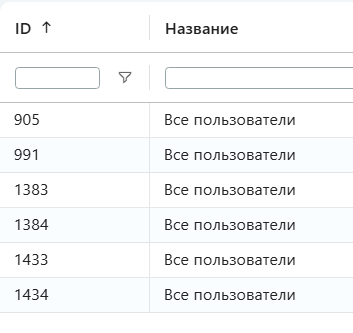 ID ↑ Название
905 Все пользователи
991 Все пользователи
1383 Все пользователи
1384 Все пользователи
1433 Все пользователи
1434 Все пользователи